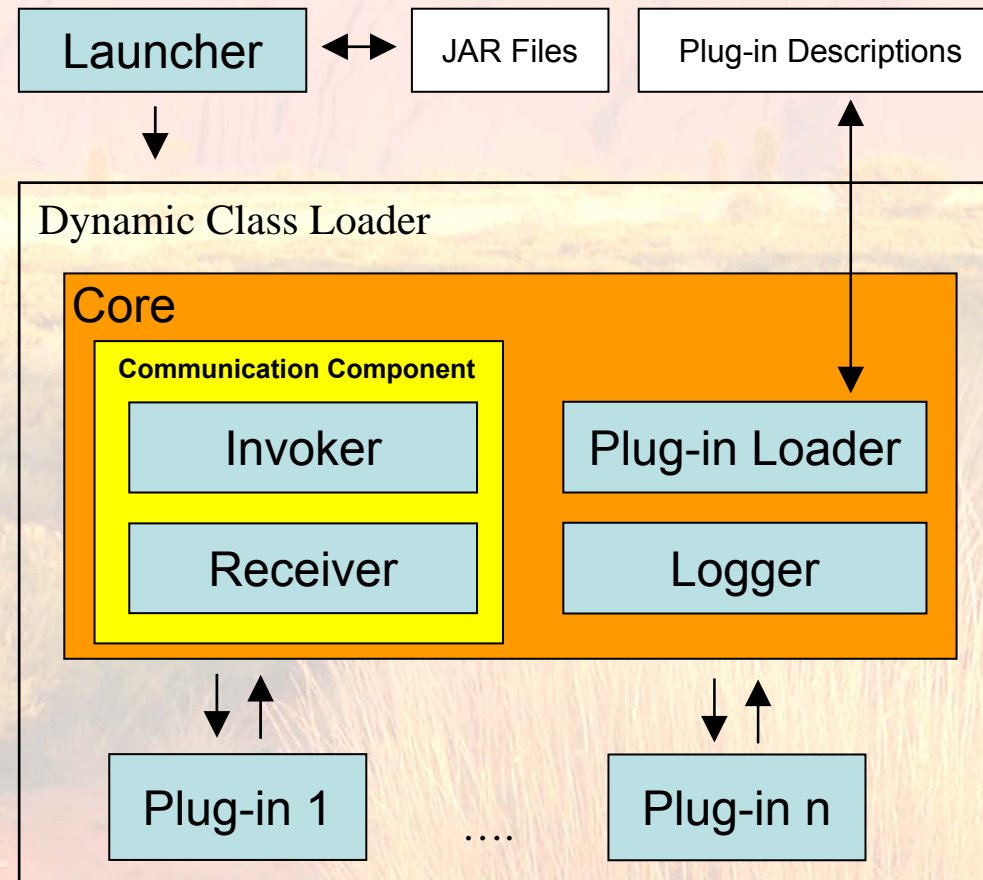 Launcher
JAR Files
Plug-in Descriptions
Dynamic Class Loader
Core
Communication Component
Invoker
Plug-in Loader
Receiver
Logger
Plug-in 1
....
Plug-in n